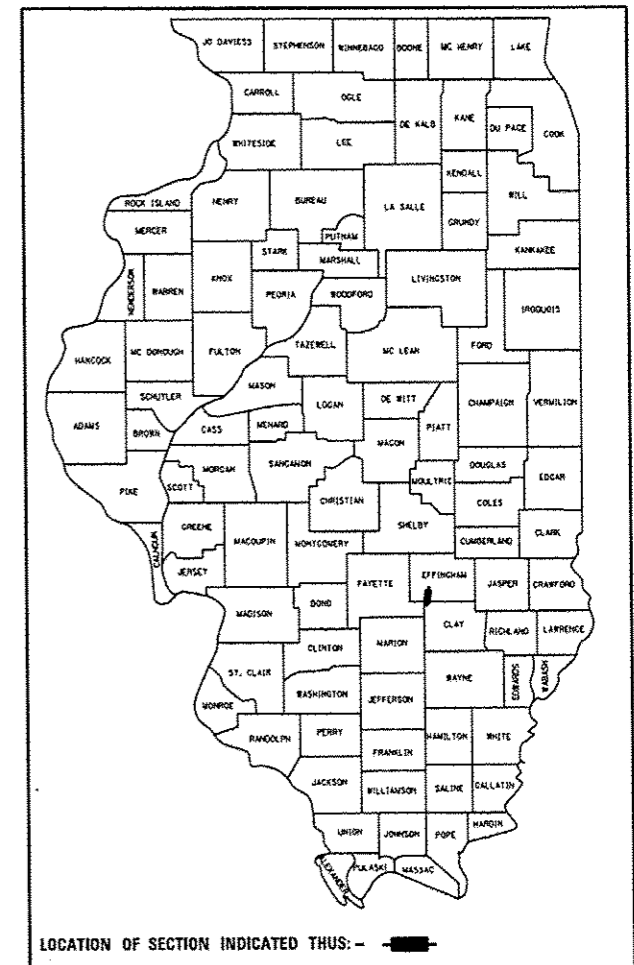 JO DAVIESS STEPHENSON WINNEBAGO BOONE MC HENRY LAKE
CARROLL OGLE DE KALB KANE DU PAGE COOK
WHITESIDE LEE
KENDALL WILL
ROCK ISLAND HENRY BUREAU LA SALLE GRUNDY
MERCER PUTNAM
STARK MARSHALL KANKAKEE
HENDERSON WARREN KNOX PEORIA WOODFORD LIVINGSTON IROQUOIS
HANCOCK MC DONOUGH FULTON TAZEWELL MC LEAN FORD
MASON
SCHUYLER LOGAN DE WITT CHAMPAIGN VERMILION
ADAMS BROWN CASS MENARD MACON PIATT
MORGAN SANGAMON DOUGLAS EDGAR
PIKE SCOTT CHRISTIAN MOULTRIE COLES
GREENE MACOUPIN MONTGOMERY SHELBY CUMBERLAND CLARK
CALHOUN JERSEY FAYETTE EFFINGHAM JASPER CRAWFORD
MADISON BOND
CLAY RICHLAND LAWRENCE
CLINTON MARION
ST. CLAIR WASHINGTON JEFFERSON WAYNE EDWARDS WABASH
MONROE
RANDOLPH PERRY HAMILTON WHITE
FRANKLIN
JACKSON WILLIAMSON SALINE GALLATIN
UNION JOHNSON POPE HARDIN
ALEXANDER PULASKI MASSAC
LOCATION OF SECTION INDICATED THUS: -